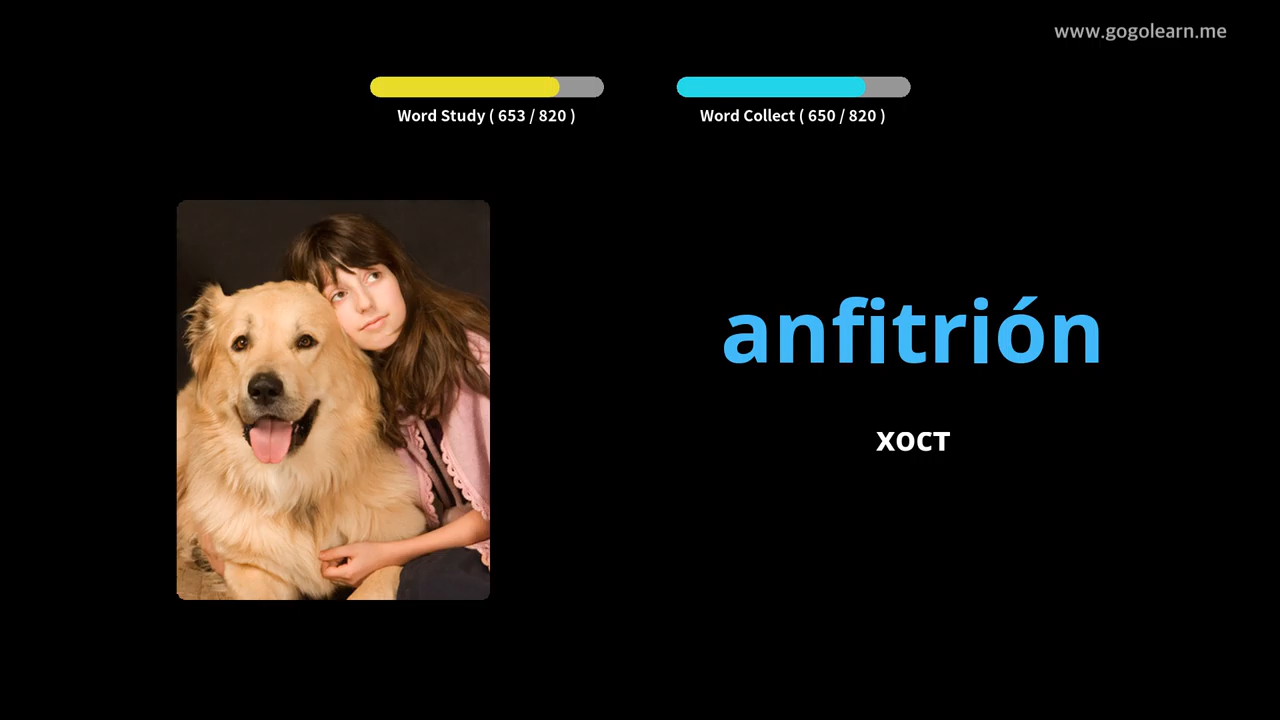 www.gogolearn.me
Word Study ( 653 / 820 )
Word Collect ( 650 / 820 )
anfitrión
хост